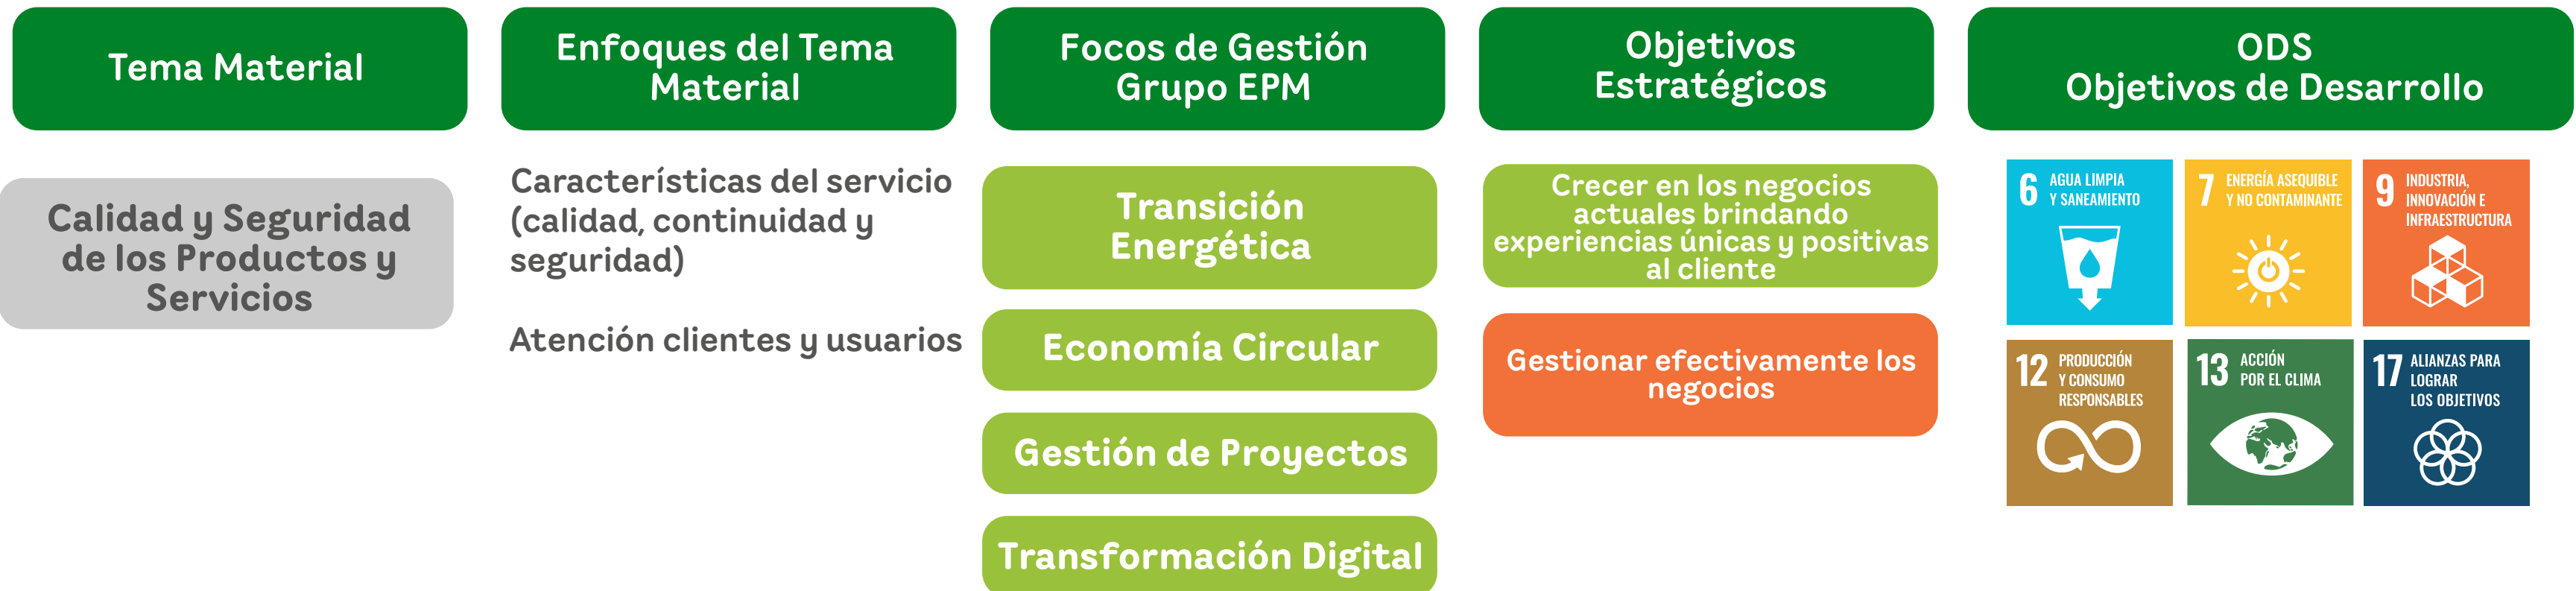 Tema Material
Enfoques del Tema
Material
Focos de Gestión
Grupo EPM
Objetivos
Estratégicos
ODS
Objetivos de Desarrollo
Calidad y Seguridad
de los Productos y
Servicios
Características del servicio
(calidad, continuidad y
seguridad)
Atención clientes y usuarios
Transición
Energética
Economía Circular
Gestión de Proyectos
Transformación Digital
Crecer en los negocios
actuales brindando
experiencias únicas y positivas
al cliente
Gestionar efectivamente los
negocios
6 AGUA LIMPIA
Y SANEAMIENTO
7 ENERGÍA ASEQUIBLE
Y NO CONTAMINANTE
9 INDUSTRIA,
INNOVACIÓN E
INFRAESTRUCTURA
12 PRODUCCIÓN
Y CONSUMO
RESPONSABLES
13 ACCIÓN
POR EL CLIMA
17 ALIANZAS PARA
LOGRAR
LOS OBJETIVOS